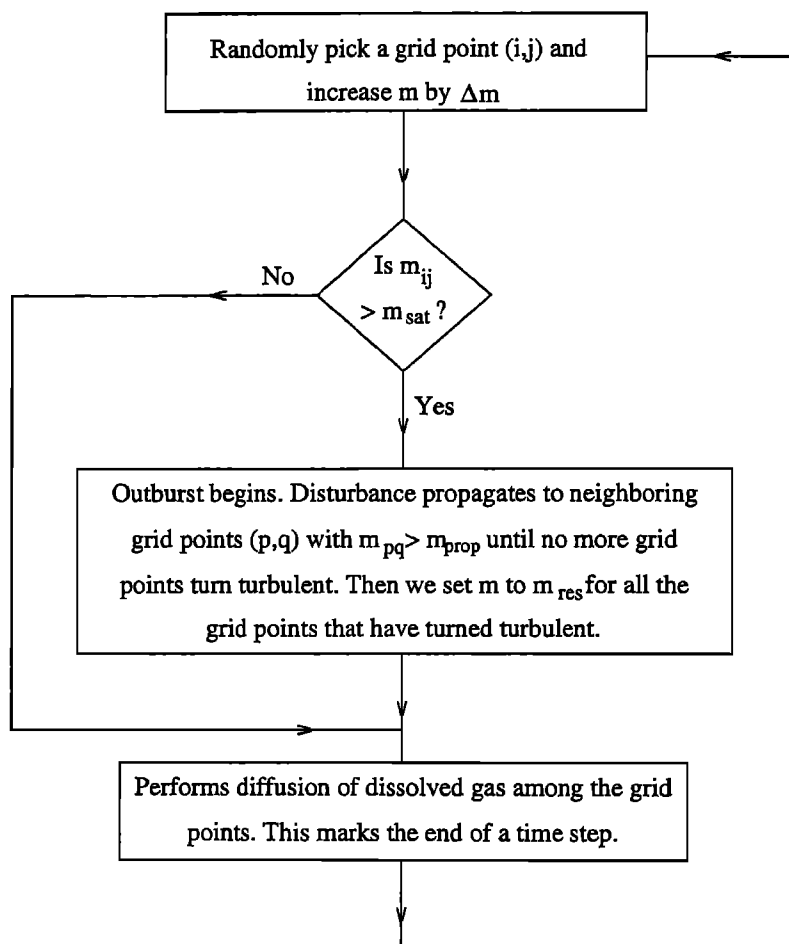 Randomly pick a grid point (i,j) and
increase m by Δm
Is m_ij
No
> m_sat ?
Yes
Outburst begins. Disturbance propagates to neighboring
grid points (p,q) with m_pq > m_prop until no more grid
points turn turbulent. Then we set m to m_res for all the
grid points that have turned turbulent.
Performs diffusion of dissolved gas among the grid
points. This marks the end of a time step.